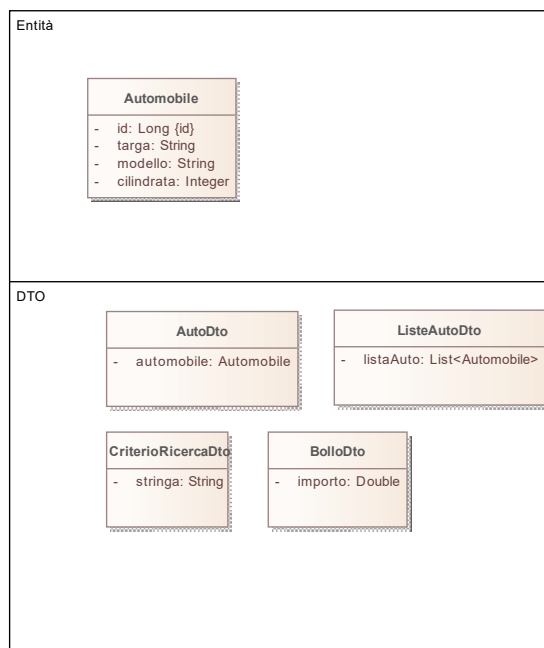 Entità
Automobile
- id: Long {id}
- targa: String
- modello: String
- cilindrata: Integer
DTO
AutoDto
- automobile: Automobile
ListeAutoDto
- listaAuto: List<Automobile>
CriterioRicercaDto
- stringa: String
BolloDto
- importo: Double